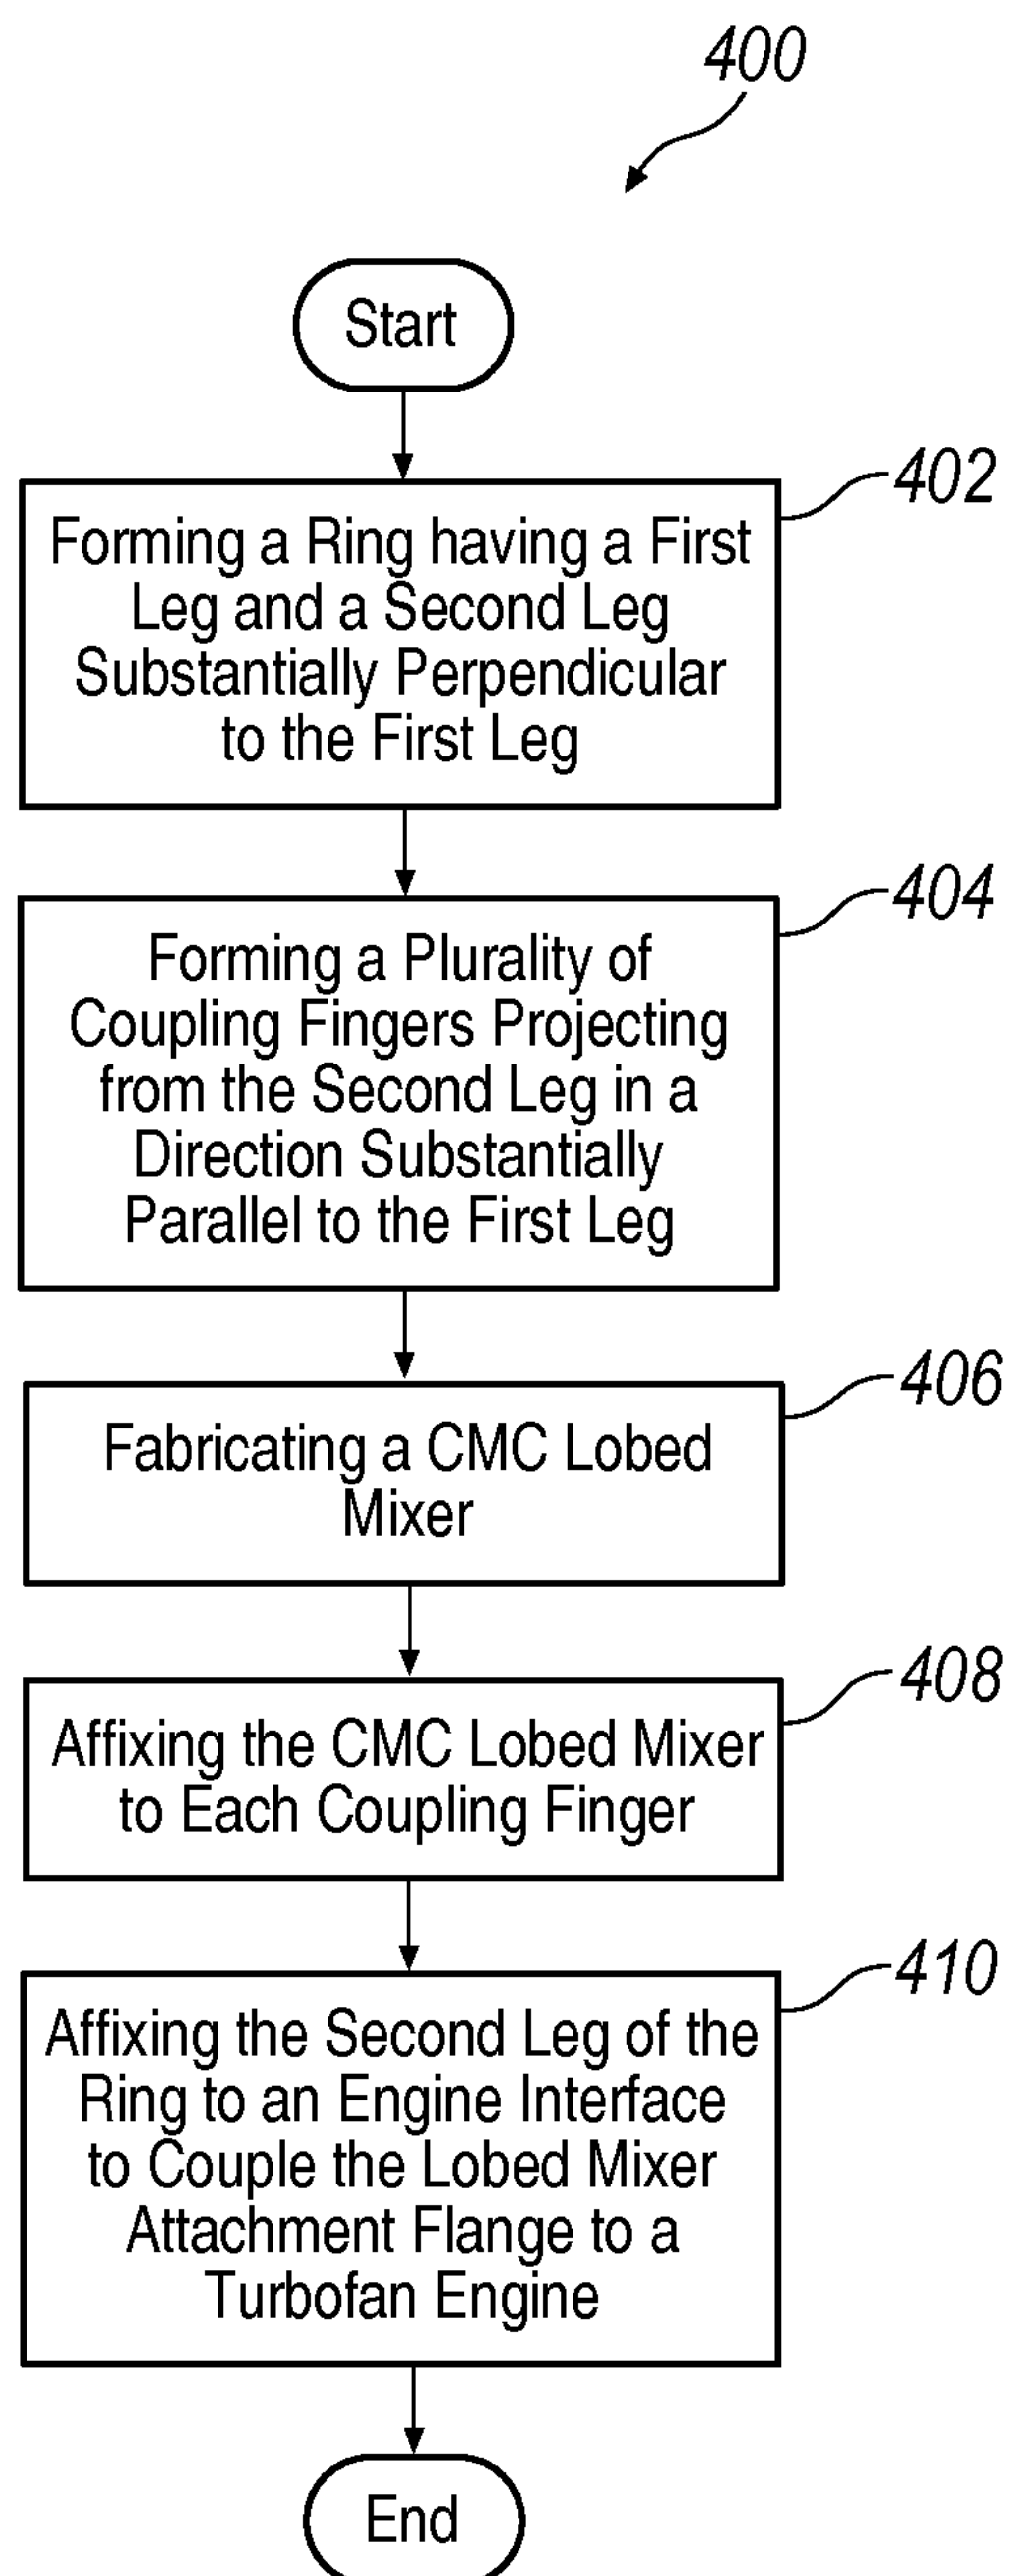 400
Start
402
Forming a Ring having a First
Leg and a Second Leg
Substantially Perpendicular
to the First Leg
404
Forming a Plurality of
Coupling Fingers Projecting
from the Second Leg in a
Direction Substantially
Parallel to the First Leg
406
Fabricating a CMC Lobed
Mixer
408
Affixing the CMC Lobed Mixer
to Each Coupling Finger
410
Affixing the Second Leg of the
Ring to an Engine Interface
to Couple the Lobed Mixer
Attachment Flange to a
Turbofan Engine
End